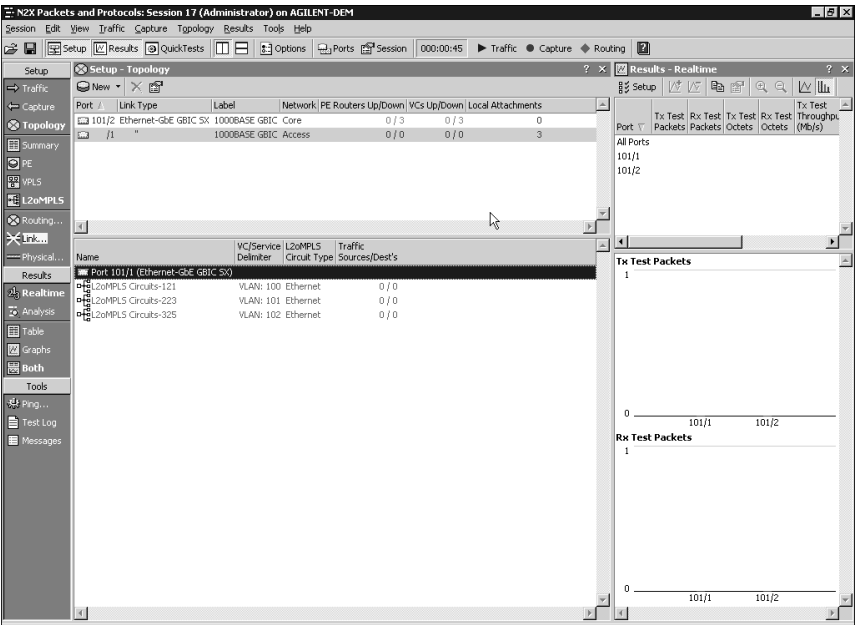 N2X Packets and Protocols: Session 17 (Administrator) on AGILENT-DEM
Session Edit View Traffic Capture Topology Results Tools Help
Setup Results QuickTests Options Ports Session 000:00:45 Traffic Capture Routing
Setup
Traffic
Capture
Topology
Summary
PE
VPLS
L2oMPLS
Routing...
Link...
Physical...
Results
Realtime
Analysis
Table
Graphs
Both
Tools
Ping...
Test Log
Messages
Setup - Topology ? ×
New
Port Link Type Label Network PE Routers Up/Down VCs Up/Down Local Attachments
101/2 Ethernet-GbE GBIC SX 1000BASE GBIC Core 0 / 3 0 / 3 0
/1 " 1000BASE GBIC Access 0 / 0 0 / 0 3
Name VC/Service Delimiter L2oMPLS Circuit Type Traffic Sources/Dest's
Port 101/1 (Ethernet-GbE GBIC SX)
L2oMPLS Circuits-121 VLAN: 100 Ethernet 0 / 0
L2oMPLS Circuits-223 VLAN: 101 Ethernet 0 / 0
L2oMPLS Circuits-325 VLAN: 102 Ethernet 0 / 0
Results - Realtime ? ×
Setup
Port Tx Test Packets Rx Test Packets Tx Test Octets Rx Test Octets Tx Test Throughpu (Mb/s)
All Ports
101/1
101/2
Tx Test Packets
1
0
101/1 101/2
Rx Test Packets
1
0
101/1 101/2